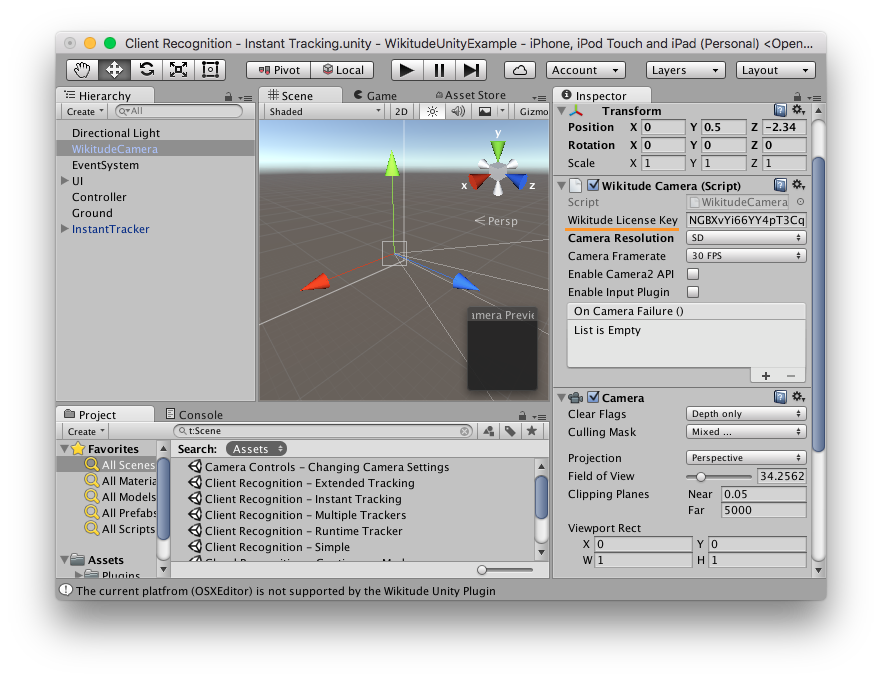 Client Recognition - Instant Tracking.unity - WikitudeUnityExample - iPhone, iPod Touch and iPad (Personal) <Open...
Pivot Local Account Layers Layout
Hierarchy
Create All
Directional Light
WikitudeCamera
EventSystem
UI
Controller
Ground
InstantTracker
Scene Game Asset Store
Shaded 2D Gizmo
y
x
z
Persp
Inspector
Transform
Position X 0 Y 0.5 Z -2.34
Rotation X 0 Y 0 Z 0
Scale X 1 Y 1 Z 1
Wikitude Camera (Script)
Script WikitudeCamera
Wikitude License Key NGBXvYi66YY4pT3Cq
Camera Resolution SD
Camera Framerate 30 FPS
Enable Camera2 API
Enable Input Plugin
On Camera Failure ()
List is Empty
+ −
Camera
Clear Flags Depth only
Culling Mask Mixed ...
Projection Perspective
Field of View 34.2562
Clipping Planes Near 0.05
Far 5000
Viewport Rect
X 0 Y 0
W 1 H 1
Project Console
Create t:Scene
Favorites
All Scenes
All Materia
All Models
All Prefabs
All Scripts
Assets
Plugins
Search: Assets
Camera Controls - Changing Camera Settings
Client Recognition - Extended Tracking
Client Recognition - Instant Tracking
Client Recognition - Multiple Trackers
Client Recognition - Runtime Tracker
Client Recognition - Simple
The current platfrom (OSXEditor) is not supported by the Wikitude Unity Plugin